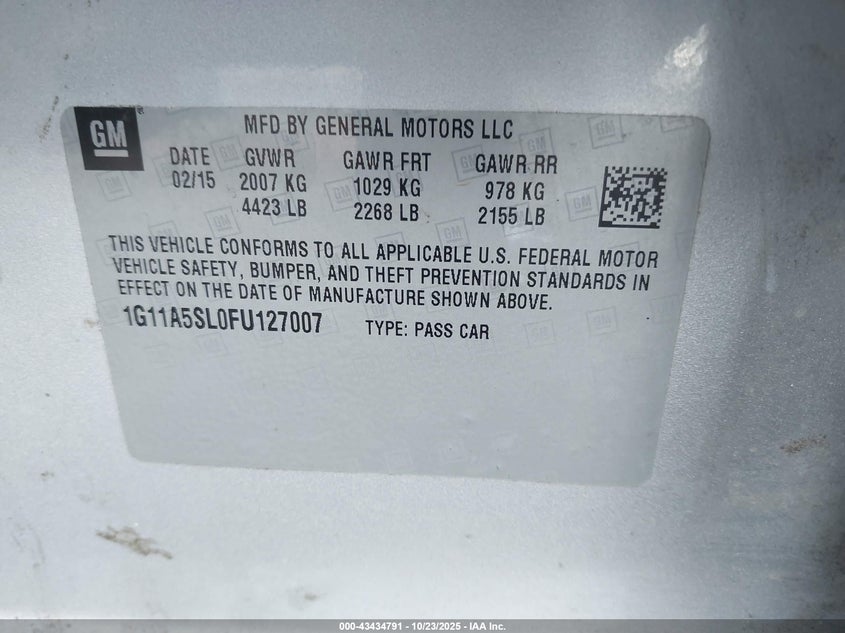 GM
MFD BY GENERAL MOTORS LLC
DATE GVWR GAWR FRT GAWR RR
02/15 2007 KG 1029 KG 978 KG
4423 LB 2268 LB 2155 LB
THIS VEHICLE CONFORMS TO ALL APPLICABLE U.S. FEDERAL MOTOR
VEHICLE SAFETY, BUMPER, AND THEFT PREVENTION STANDARDS IN
EFFECT ON THE DATE OF MANUFACTURE SHOWN ABOVE.
1G11A5SL0FU127007 TYPE: PASS CAR
000-43434791 - 10/23/2025 - IAA Inc.